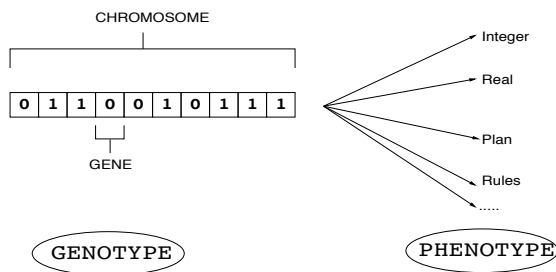 CHROMOSOME
0 1 1 0 0 1 0 1 1 1
GENE
Integer
Real
Plan
Rules
.....
GENOTYPE
PHENOTYPE